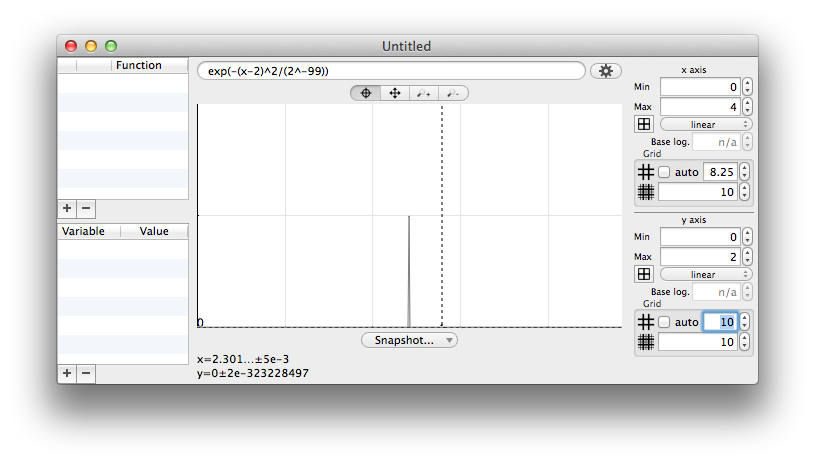 Untitled
Function
exp(-(x-2)^2/(2^-99))
x axis
Min 0
Max 4
linear
Base log. n/a
Grid
auto 8.25
10
+ −
Variable Value
y axis
Min 0
Max 2
linear
Base log. n/a
Grid
auto 10
10
0
Snapshot...
x=2.301...±5e-3
y=0±2e-323228497
+ −